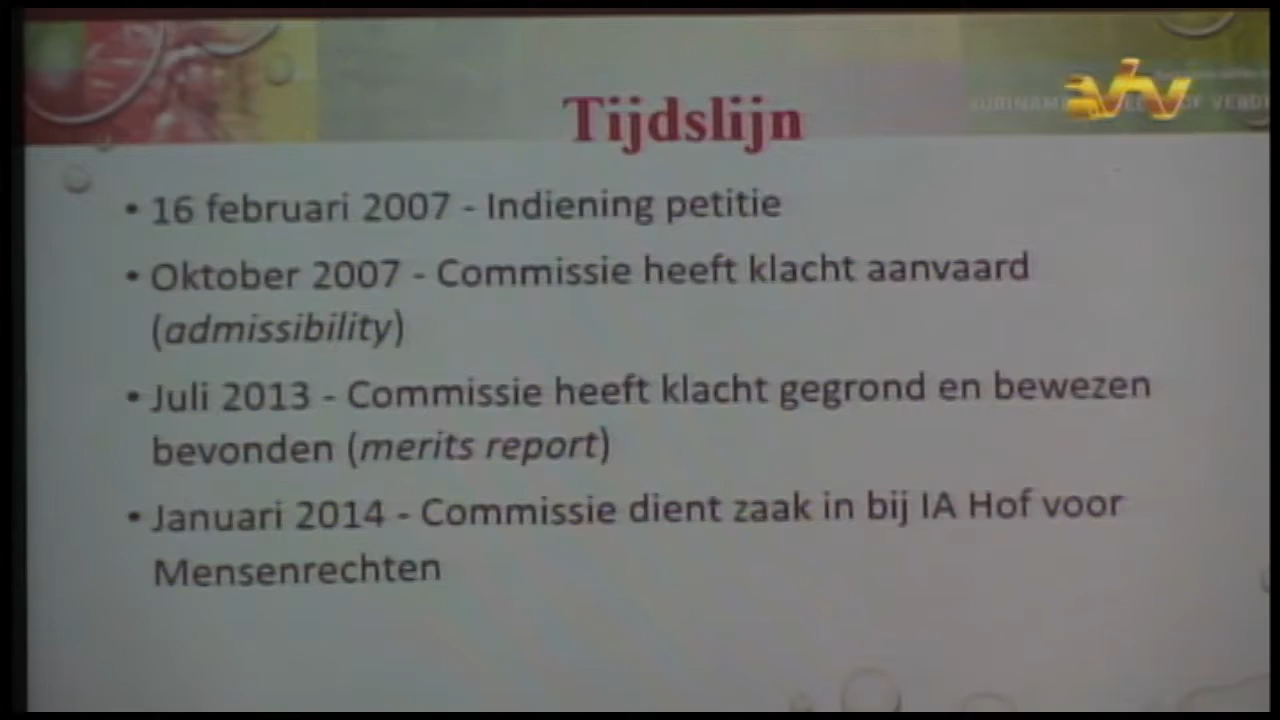 Tijdslijn
• 16 februari 2007 - Indiening petitie
• Oktober 2007 - Commissie heeft klacht aanvaard
(admissibility)
• Juli 2013 - Commissie heeft klacht gegrond en bewezen
bevonden (merits report)
• Januari 2014 - Commissie dient zaak in bij IA Hof voor
Mensenrechten